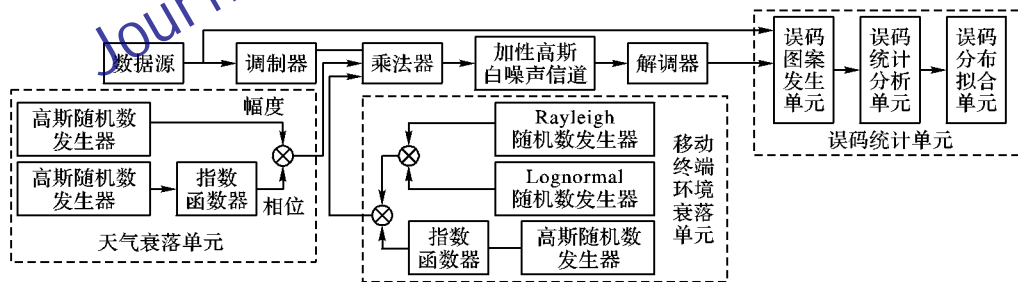 Jour
数据源
调制器
乘法器
加性高斯
白噪声信道
解调器
误码
图案
发生
单元
误码
统计
分析
单元
误码
分布
拟合
单元
误码统计单元
幅度
高斯随机数
发生器
高斯随机数
发生器
指数
函数器
相位
天气衰落单元
Rayleigh
随机数发生器
Lognormal
随机数发生器
指数
函数器
高斯随机数
发生器
移动
终端
环境
衰落
单元